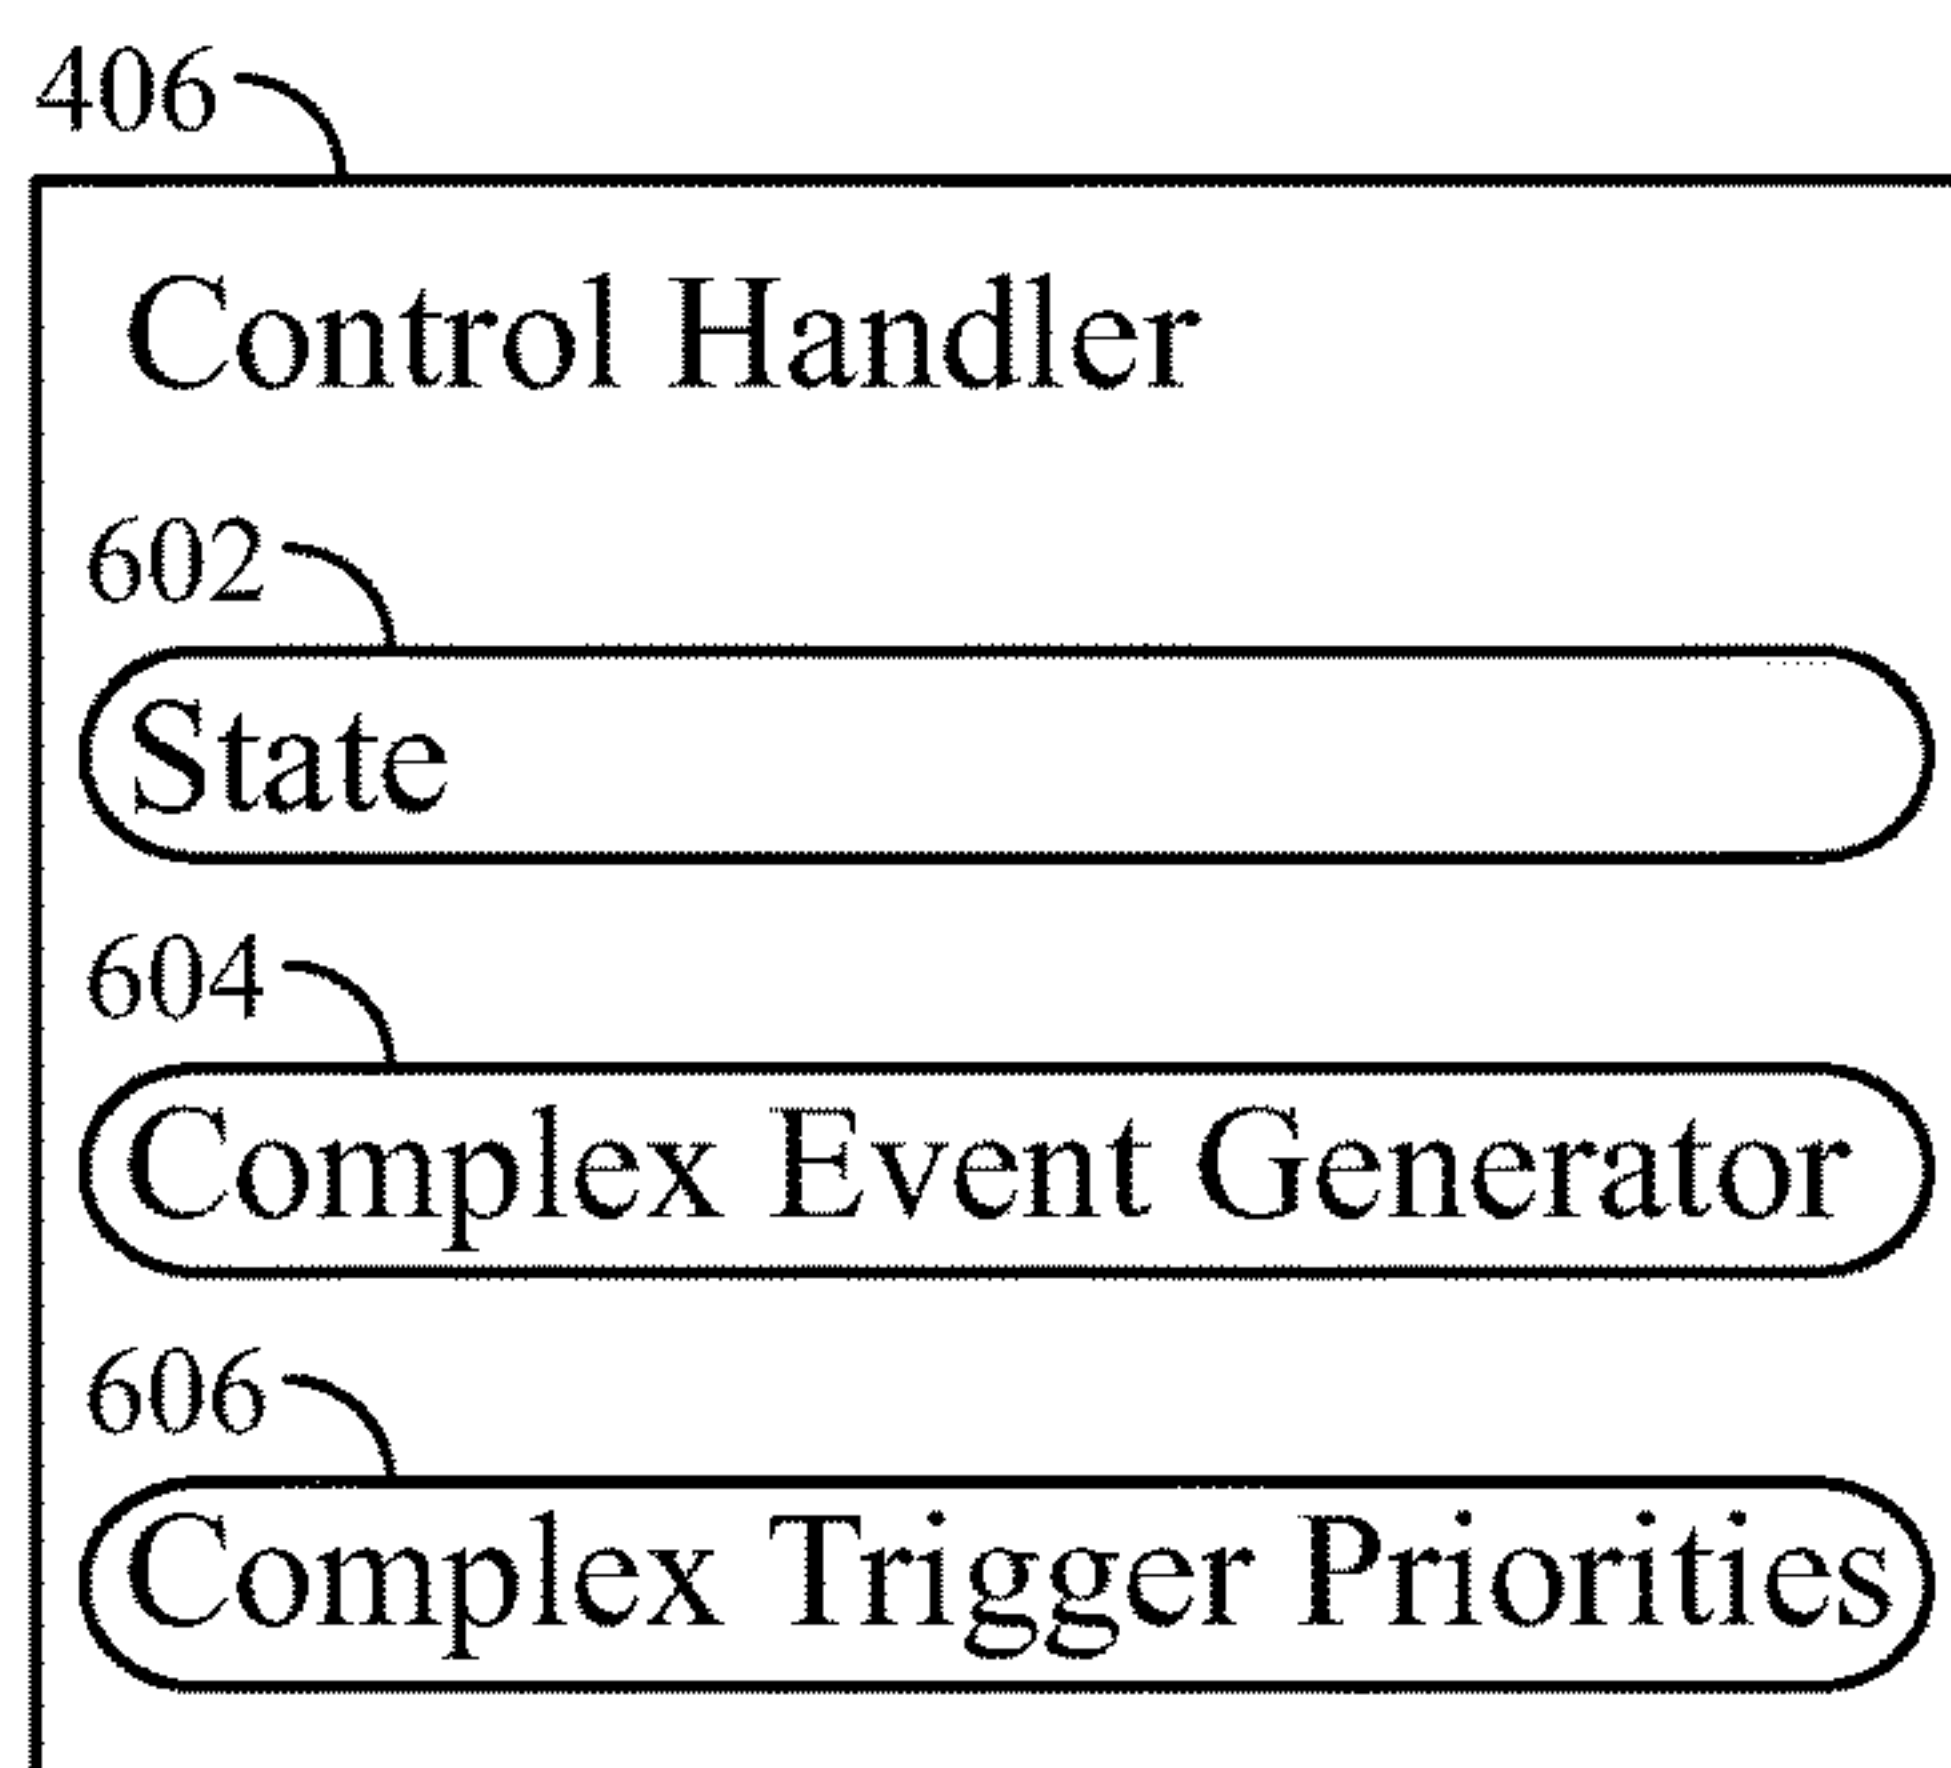 406
Control Handler
602
State
604
Complex Event Generator
606
Complex Trigger Priorities